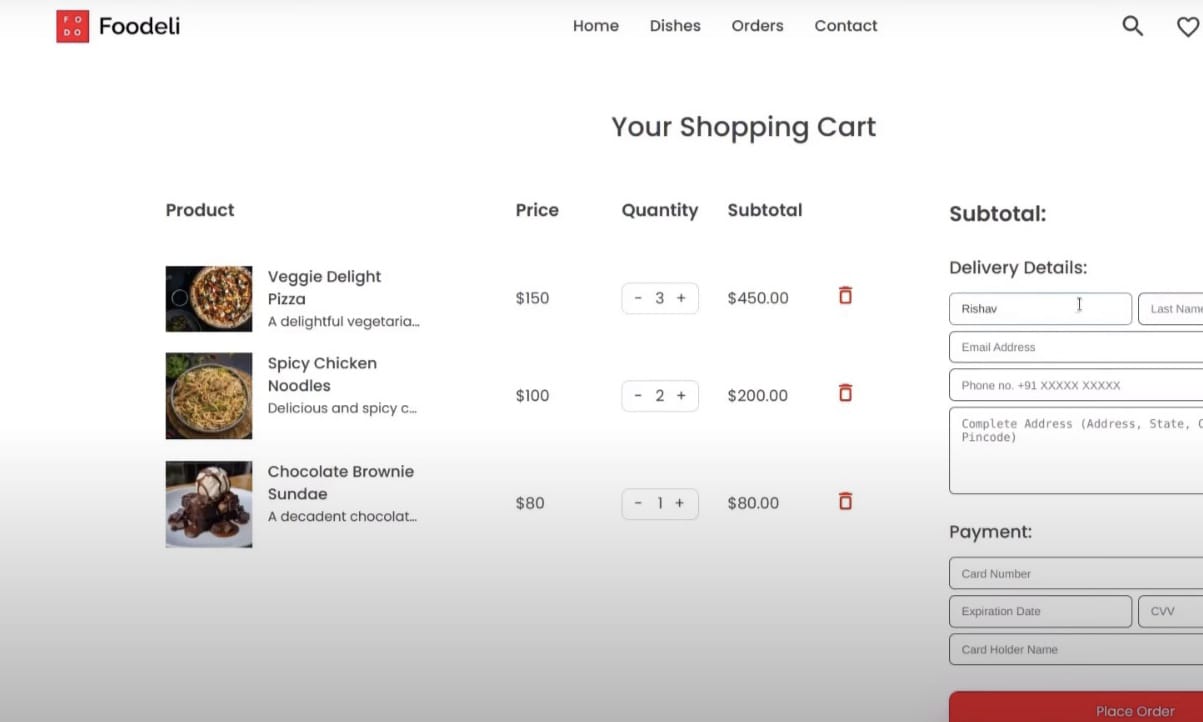 FO
DO
Foodeli
Home Dishes Orders Contact
Your Shopping Cart
Product Price Quantity Subtotal
Veggie Delight
Pizza
A delightful vegetaria...
$150 - 3 + $450.00
Spicy Chicken
Noodles
Delicious and spicy c...
$100 - 2 + $200.00
Chocolate Brownie
Sundae
A decadent chocolat...
$80 - 1 + $80.00
Subtotal:
Delivery Details:
Rishav Last Name
Email Address
Phone no. +91 XXXXX XXXXX
Complete Address (Address, State,
Pincode)
Payment:
Card Number
Expiration Date CVV
Card Holder Name
Place Order